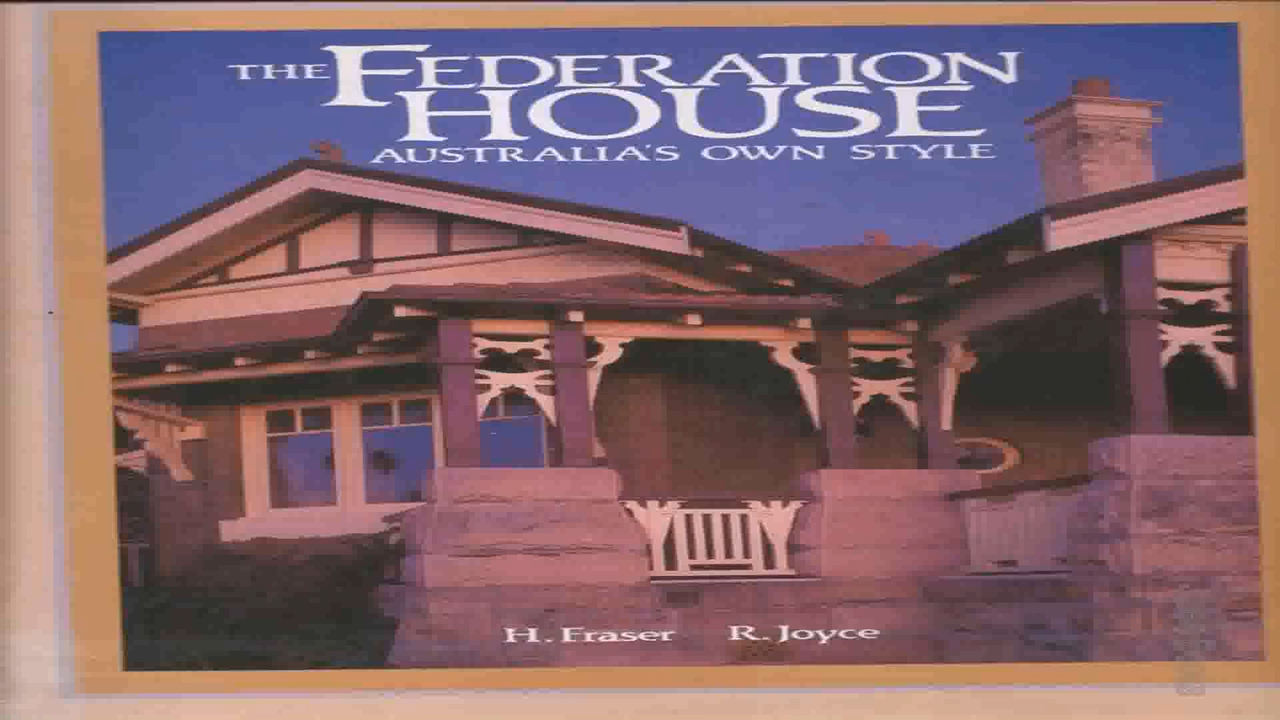 THE FEDERATION
HOUSE
AUSTRALIA'S OWN STYLE
H. Fraser R. Joyce